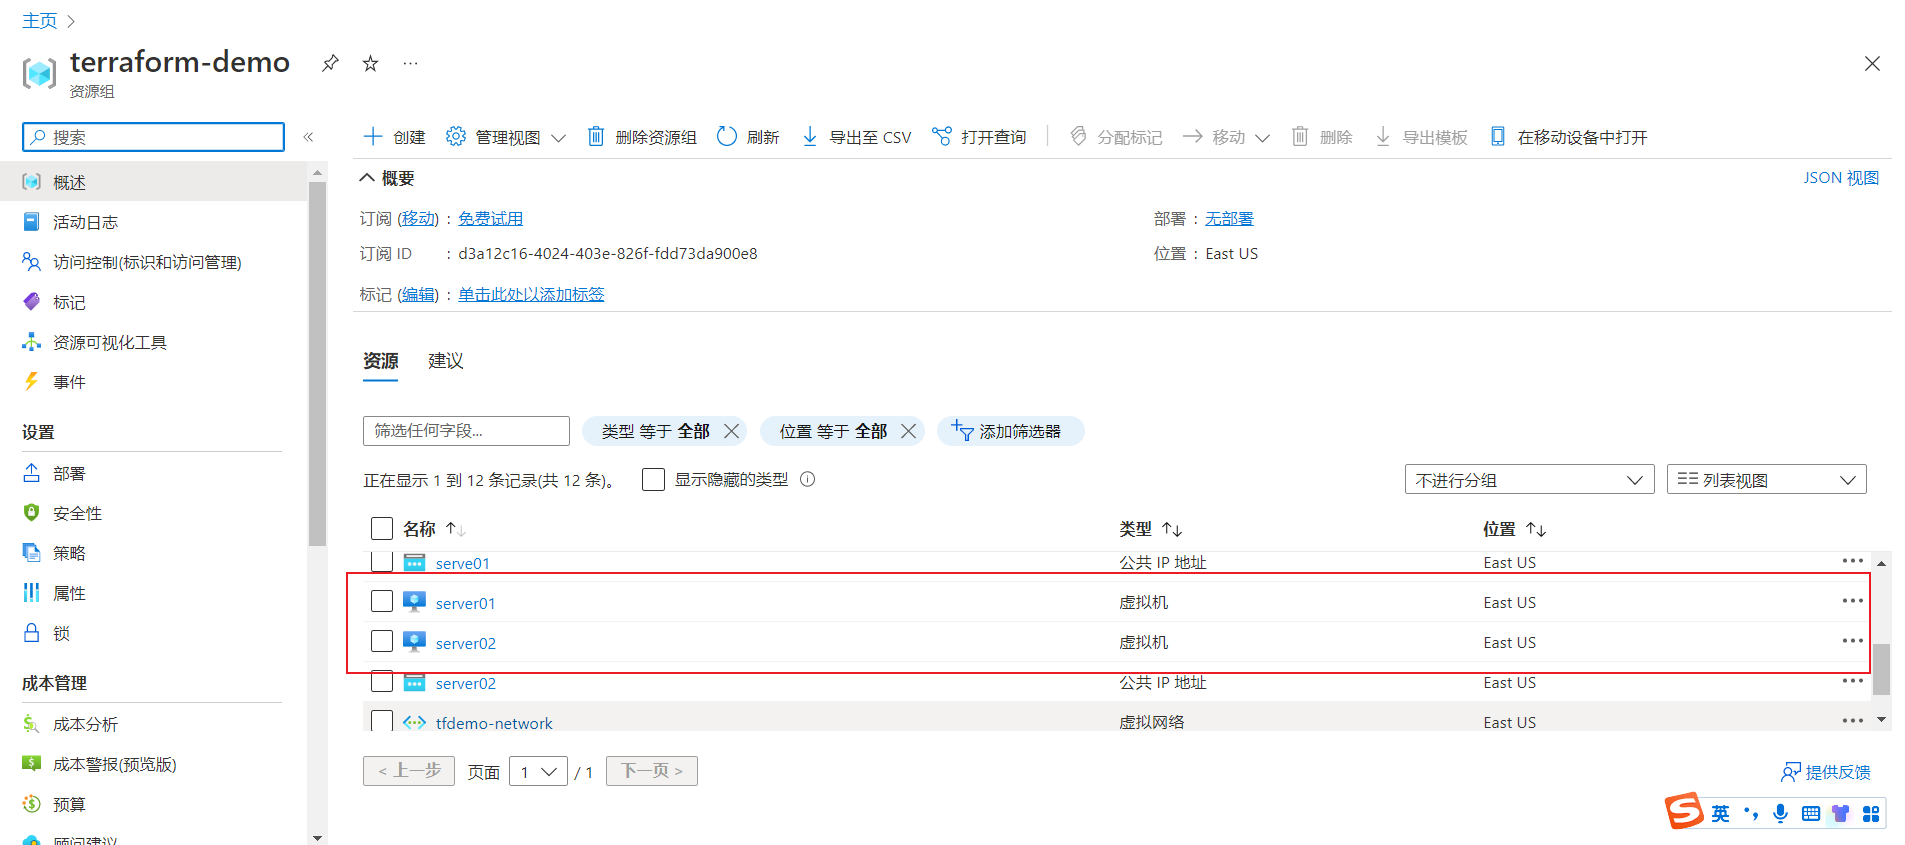 主页
terraform-demo
资源组
搜索
概述
活动日志
访问控制(标识和访问管理)
标记
资源可视化工具
事件
设置
部署
安全性
策略
属性
锁
成本管理
成本分析
成本警报(预览版)
预算
顾问建议
创建 管理视图 删除资源组 刷新 导出至 CSV 打开查询 分配标记 移动 删除 导出模板 在移动设备中打开
概要 JSON 视图
订阅 (移动) : 免费试用 部署 : 无部署
订阅 ID : d3a12c16-4024-403e-826f-fdd73da900e8 位置 : East US
标记 (编辑) : 单击此处以添加标签
资源 建议
筛选任何字段... 类型 等于 全部 位置 等于 全部 添加筛选器
正在显示 1 到 12 条记录(共 12 条)。 显示隐藏的类型 不进行分组 列表视图
名称 类型 位置
serve01 公共 IP 地址 East US
server01 虚拟机 East US
server02 虚拟机 East US
server02 公共 IP 地址 East US
tfdemo-network 虚拟网络 East US
< 上一步 页面 1 / 1 下一页 >
提供反馈
英